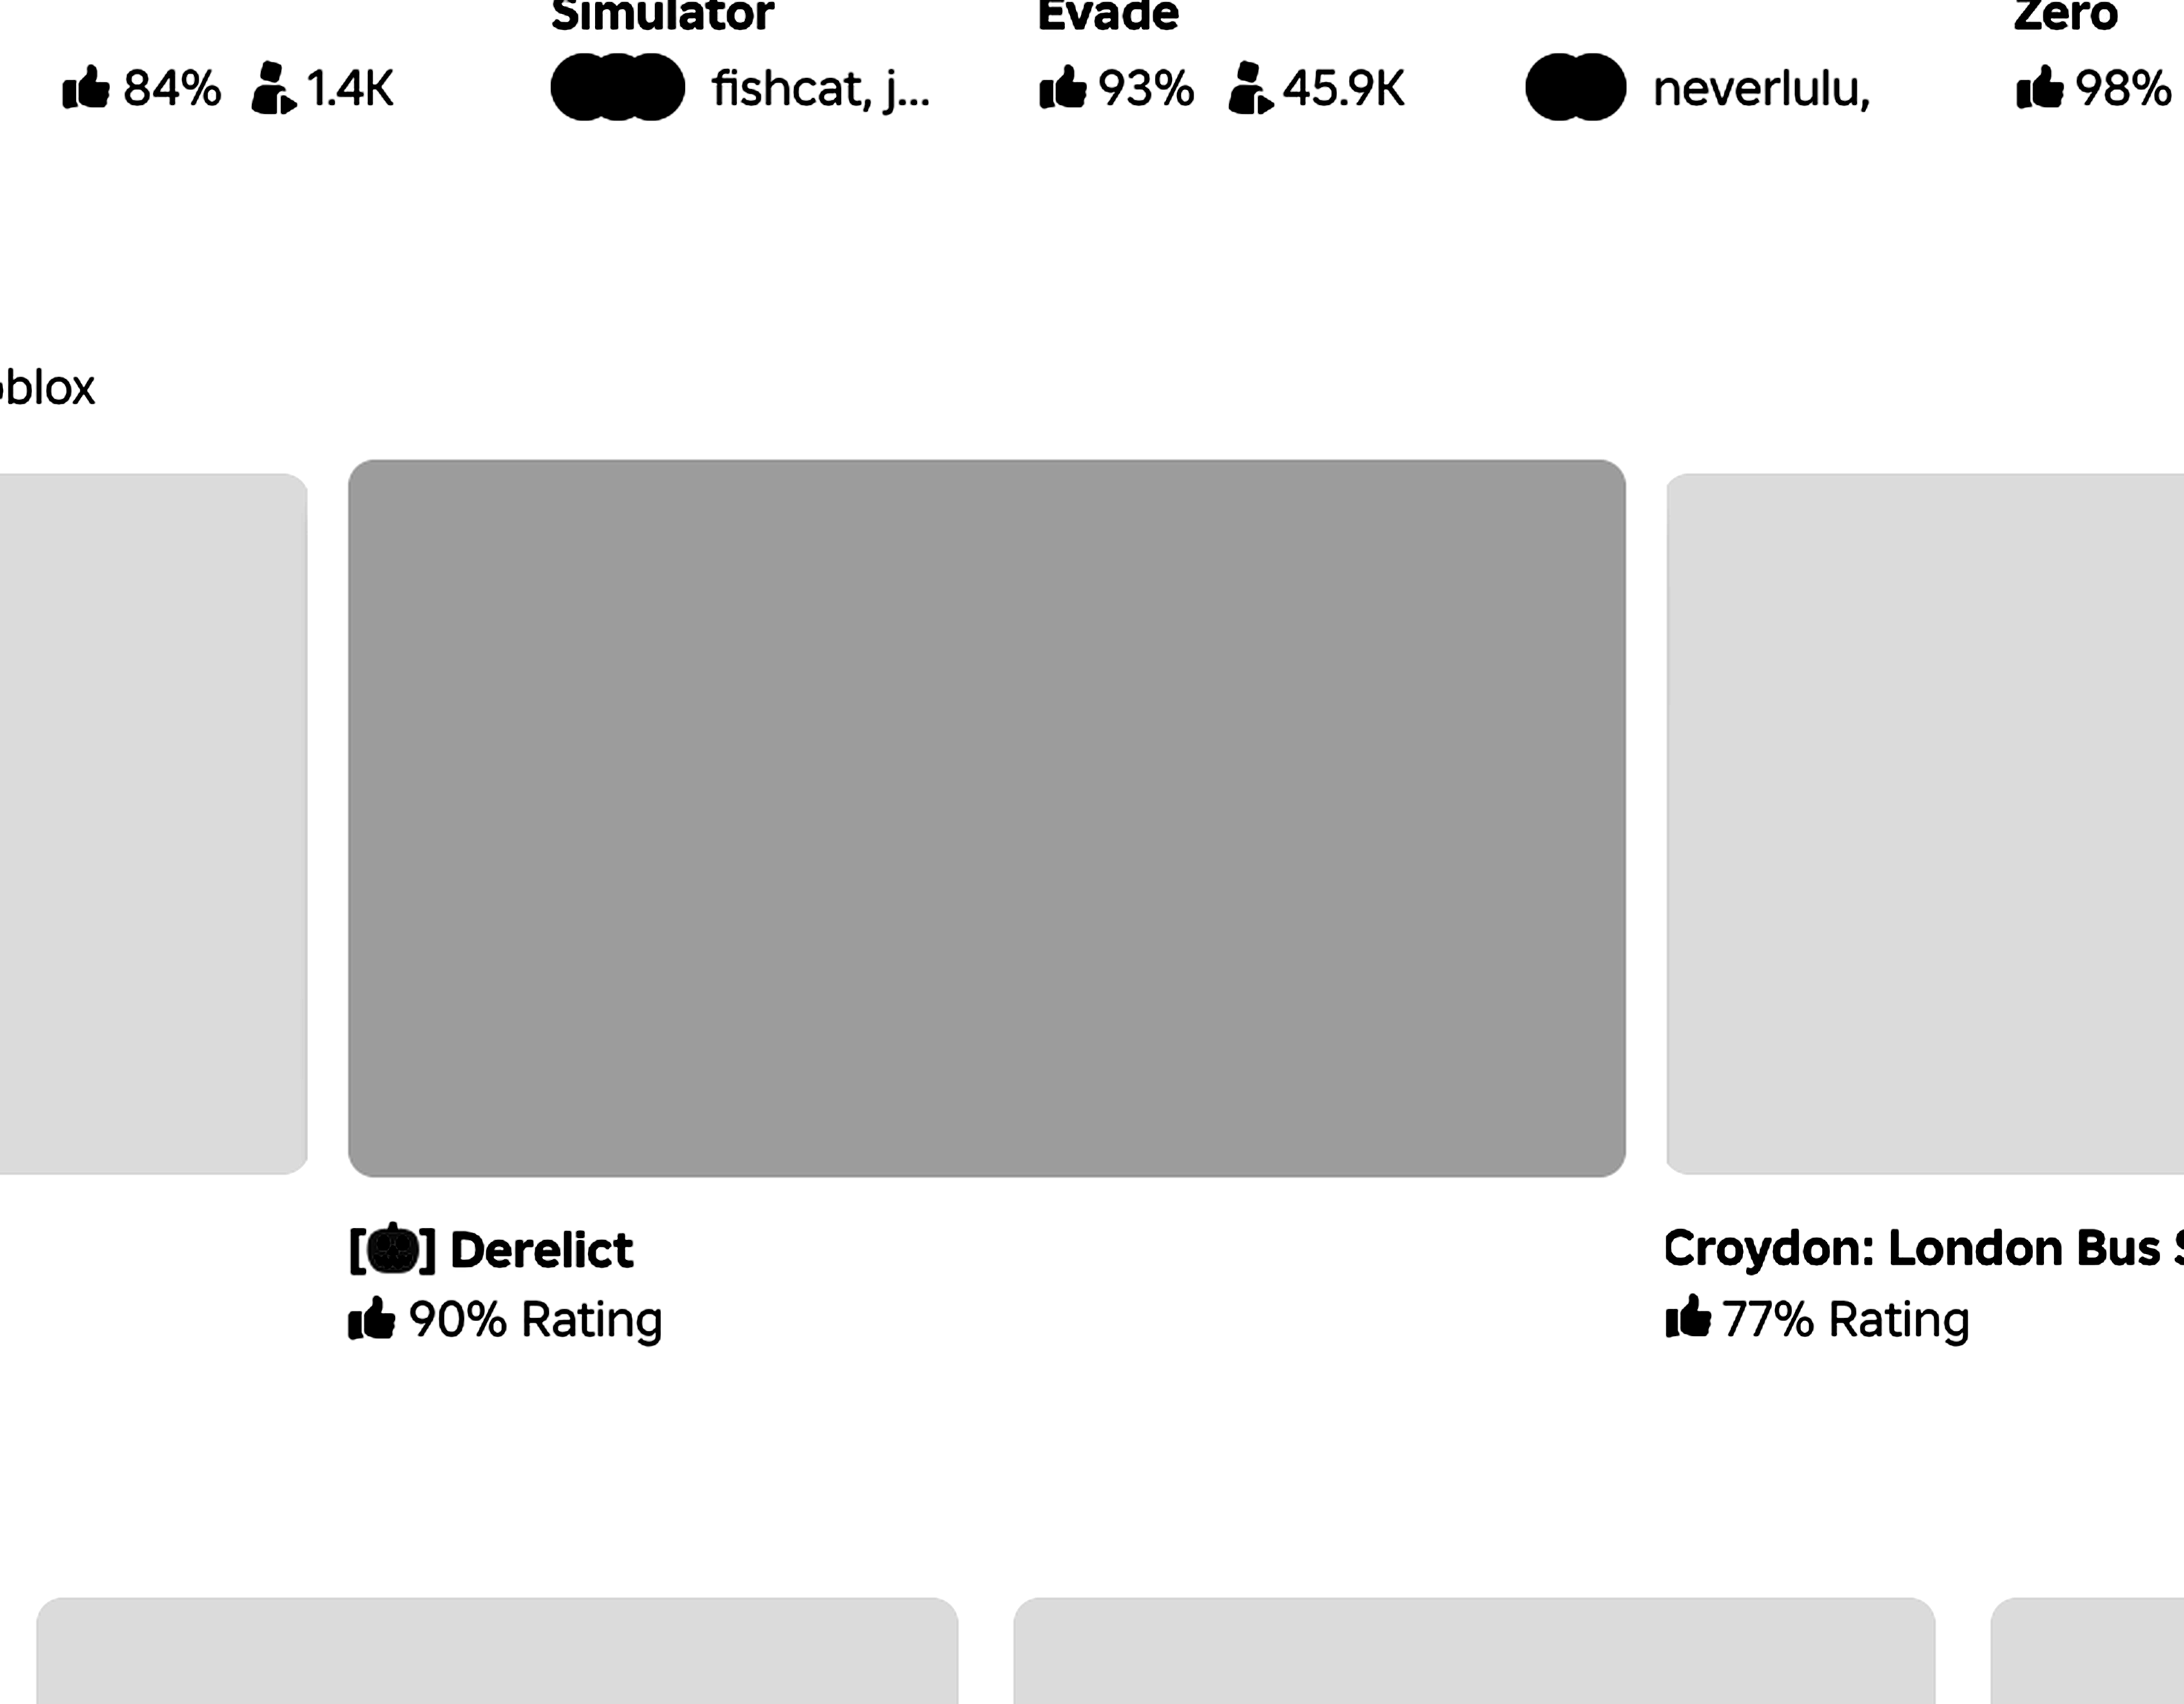 Simulator
Evade
Zero
84% 1.4K
fishcat, j...
93% 45.9K
neverlulu,
98%
blox
[🎃] Derelict
Croydon: London Bus S
90% Rating
77% Rating